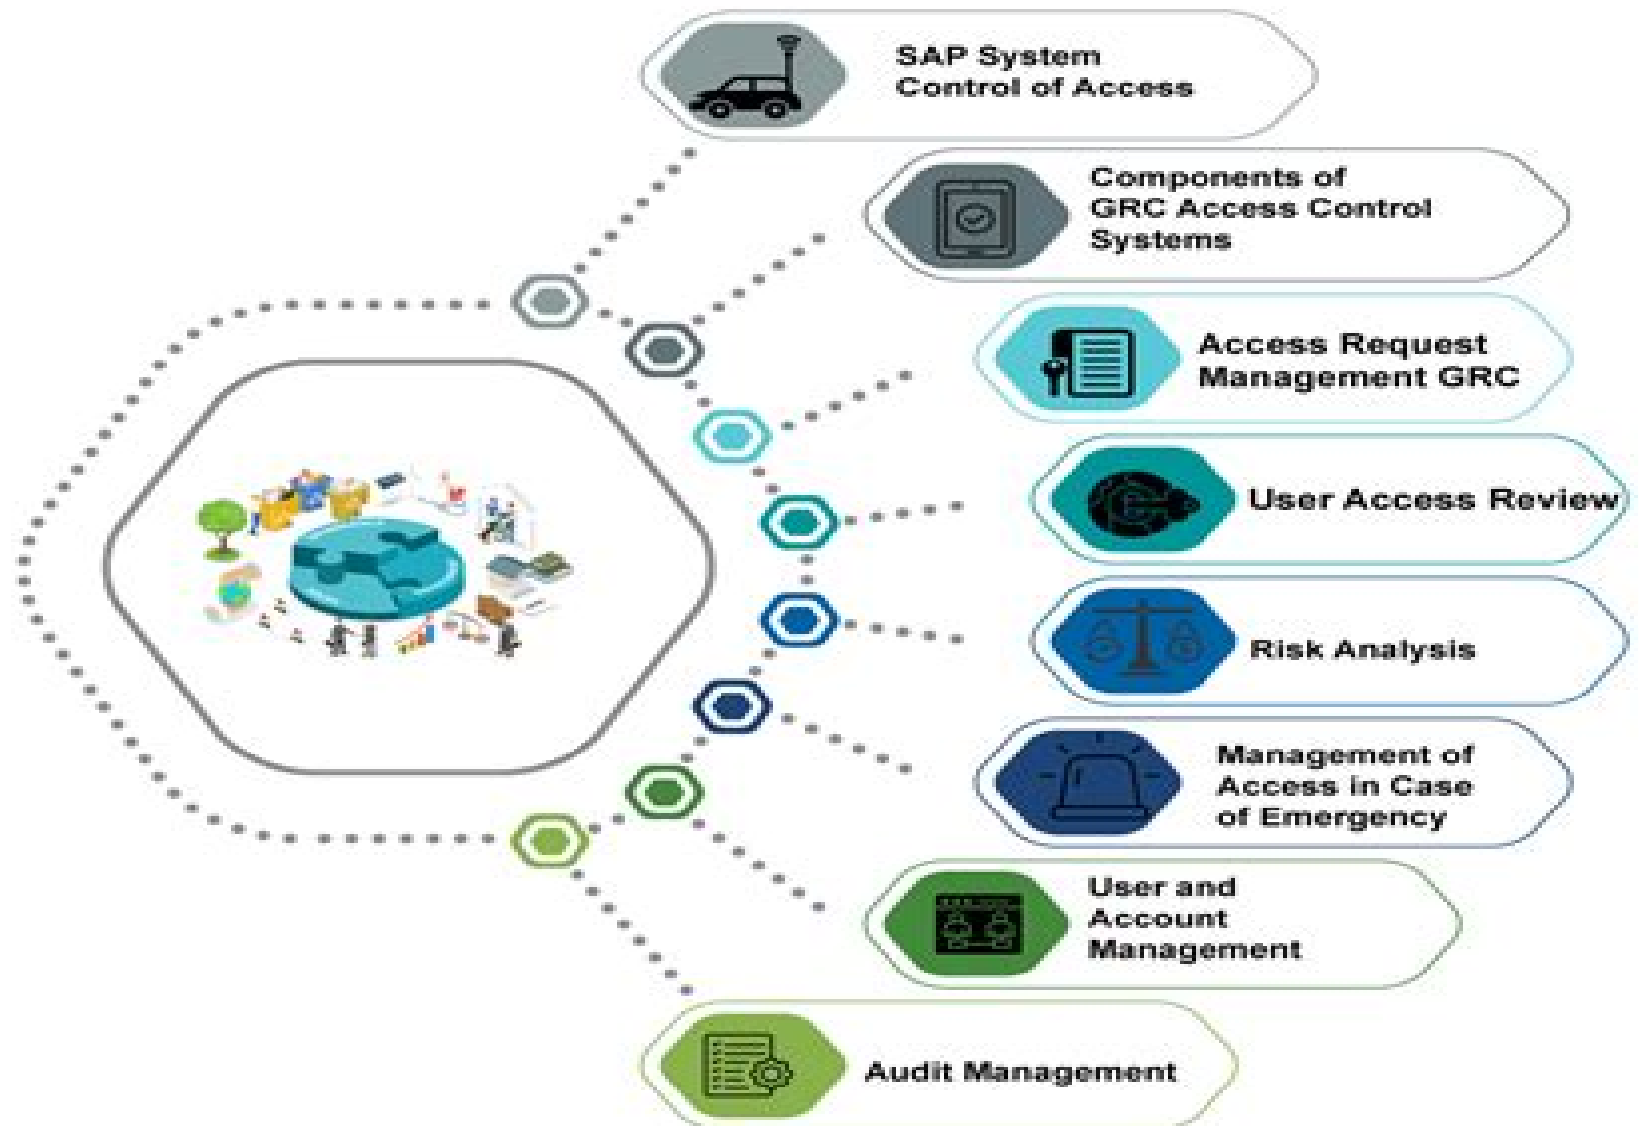 SAP System
Control of Access
Components of
GRC Access Control
Systems
Access Request
Management GRC
User Access Review
Risk Analysis
Management of
Access in Case
of Emergency
User and
Account
Management
Audit Management